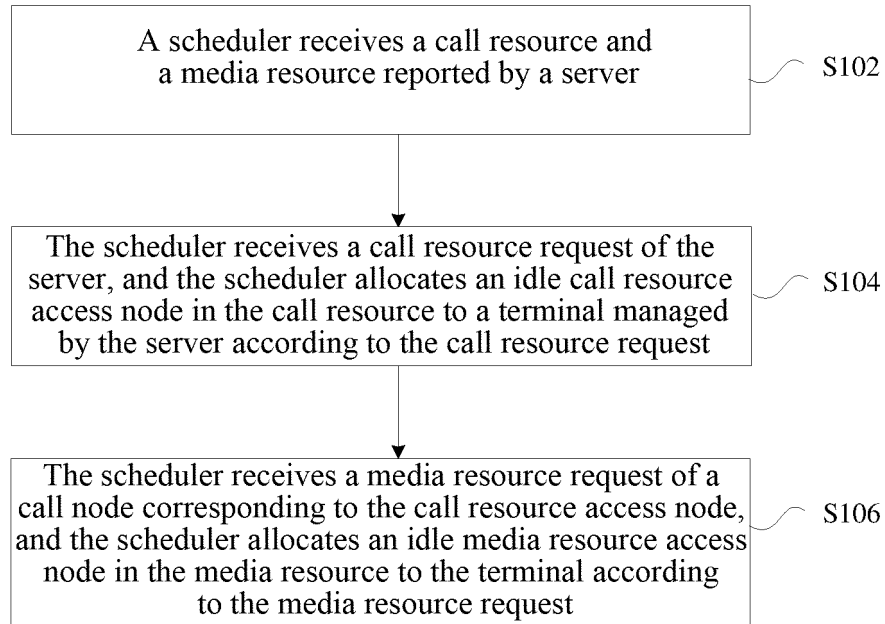 A scheduler receives a call resource and
a media resource reported by a server
S102
The scheduler receives a call resource request of the
server, and the scheduler allocates an idle call resource
access node in the call resource to a terminal managed
by the server according to the call resource request
S104
The scheduler receives a media resource request of a
call node corresponding to the call resource access node,
and the scheduler allocates an idle media resource access
node in the media resource to the terminal according
to the media resource request
S106